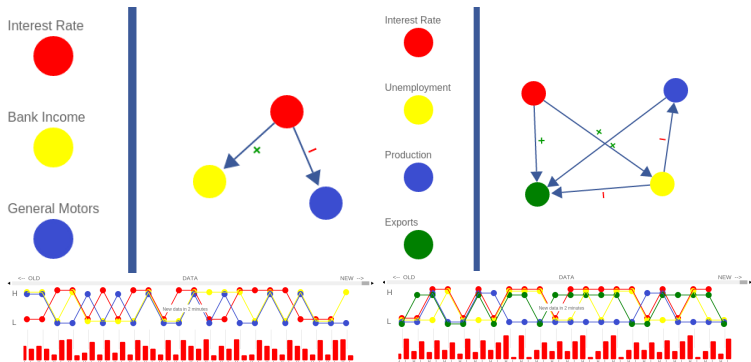 Interest Rate
Bank Income
General Motors
+
−
<-- OLD
DATA
NEW -->
H
New data in 2 minutes
L
Interest Rate
Unemployment
Production
Exports
+
+
+
−
−
<-- OLD
DATA
NEW -->
H
New data in 2 minutes
L